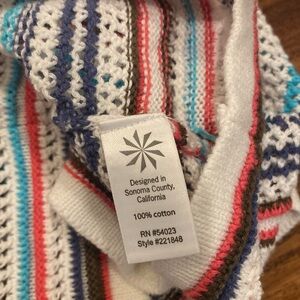 Designed in
Sonoma County,
California
100% cotton
RN #54023
Style #221848